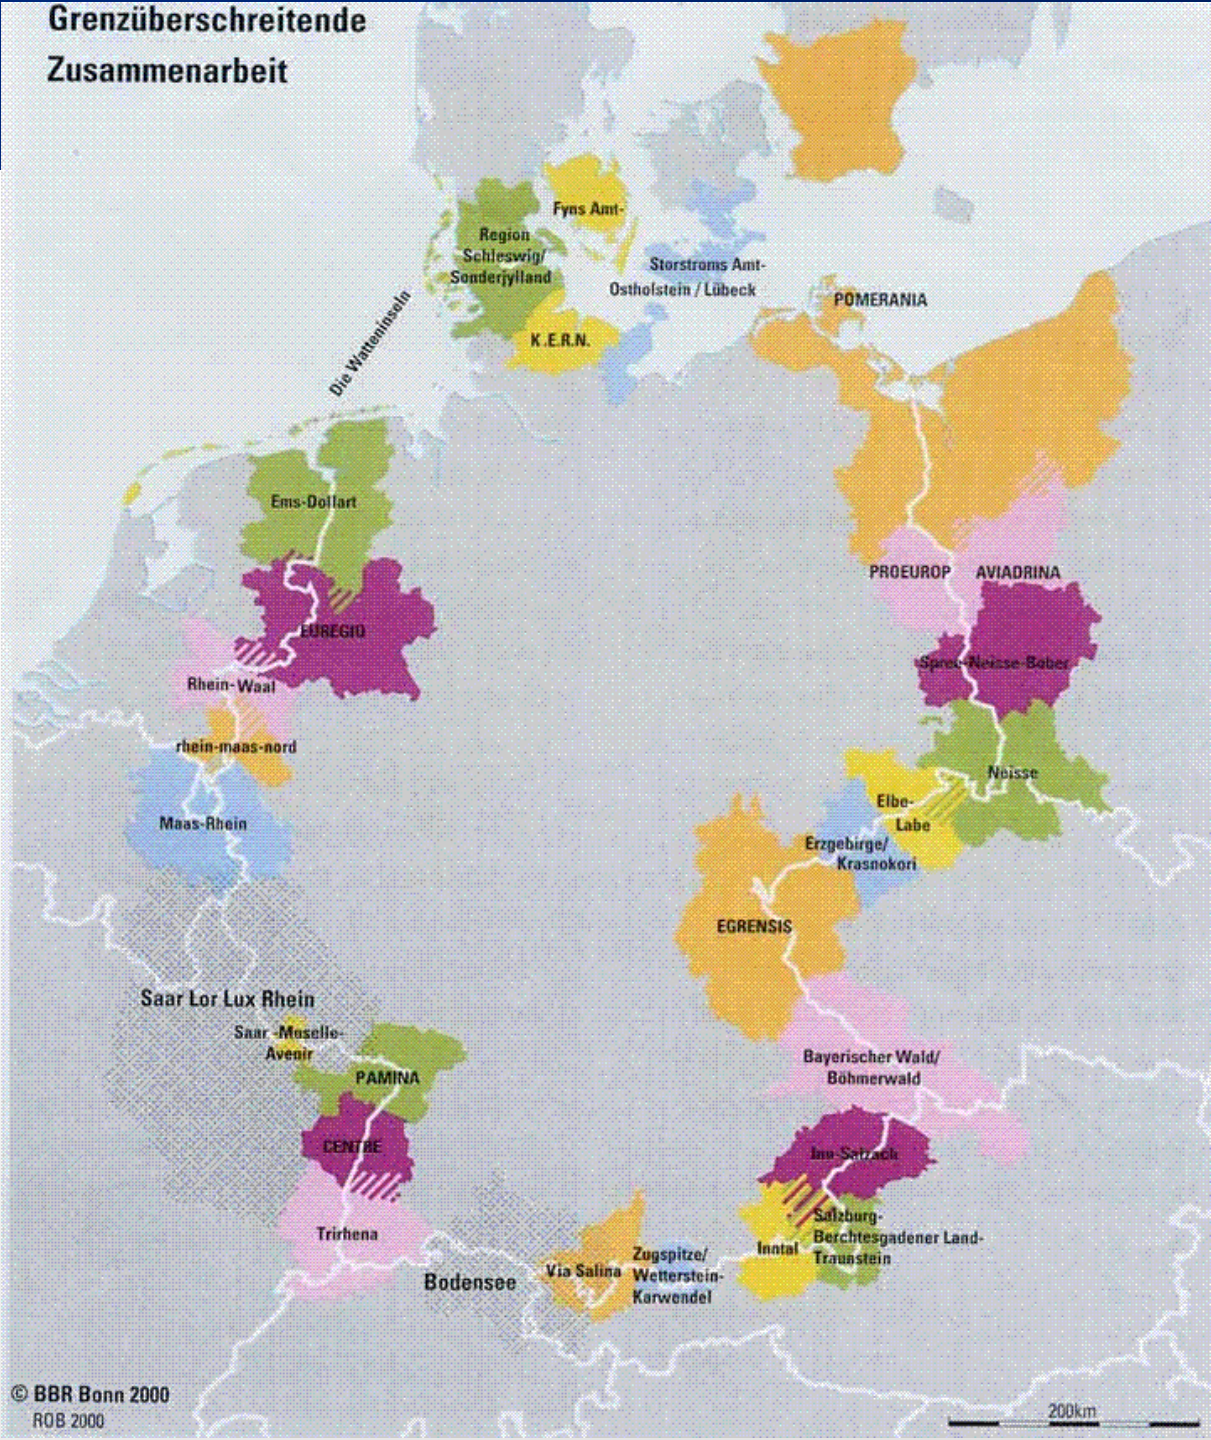 Grenzüberschreitende
Zusammenarbeit
Fyns Amt-
Region
Schleswig/
Sonderjylland
Storstroms Amt-
Ostholstein / Lübeck
POMERANIA
K.E.R.N.
Die Watteninseln
Ems-Dollart
PROEUROP AVIADRINA
EUREGIO
Spree-Neisse-Bober
Rhein-Waal
rhein-maas-nord
Neisse
Elbe-
Labe
Maas-Rhein
Erzgebirge/
Krasnokori
EGRENSIS
Saar Lor Lux Rhein
Saar -Moselle-
Avenir
PAMINA
Bayerischer Wald/
Böhmerwald
CENTRE
Inn-Salzach
Trirhena
Salzburg-
Berchtesgadener Land-
Traunstein
Inntal
Zugspitze/
Wetterstein-
Karwendel
Via Salina
Bodensee
© BBR Bonn 2000
ROB 2000
200km